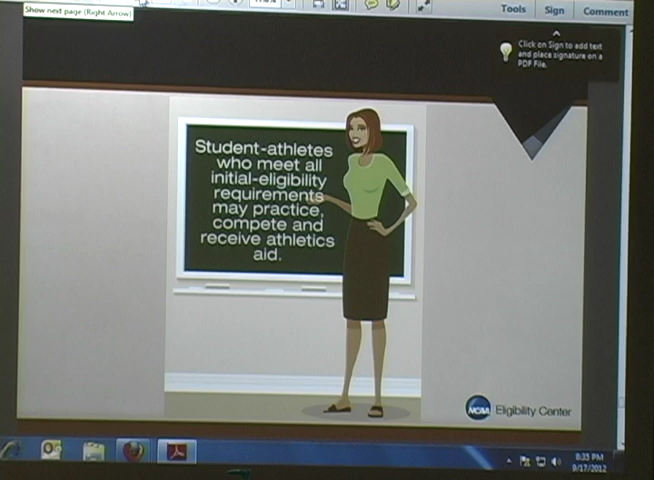 Show next page (Right Arrow)
Tools Sign Comment
Click on Sign to add text
and place signature on a
PDF File.
Student-athletes
who meet all
initial-eligibility
requirements
may practice,
compete and
receive athletics
aid.
NCAA Eligibility Center
8:35 PM
9/17/2012